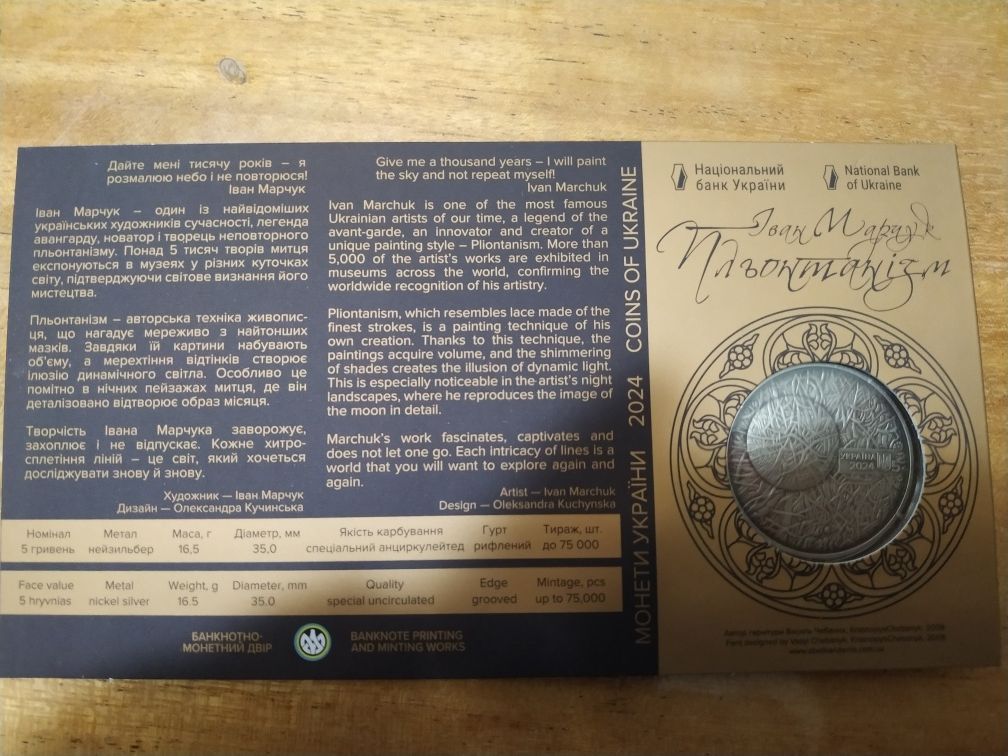 Дайте мені тисячу років – я
розмалюю небо і не повторюся!
Іван Марчук
Іван Марчук – один із найвідоміших
українських художників сучасності, легенда
авангарду, новатор і творець неповторного
пльонтанізму. Понад 5 тисяч творів митця
експонуються в музеях у різних куточках
світу, підтверджуючи світове визнання його
мистецтва.
Пльонтанізм – авторська техніка живопис-
ця, що нагадує мереживо з найтонших
мазків. Завдяки їй картини набувають
об'єму, а мерехтіння відтінків створює
ілюзію динамічного світла. Особливо це
помітно в нічних пейзажах митця, де він
деталізовано відтворює образ місяця.
Творчість Івана Марчука заворожує,
захоплює і не відпускає. Кожне хитро-
сплетіння ліній – це світ, який хочеться
досліджувати знову й знову.
Художник — Іван Марчук
Дизайн — Олександра Кучинська
Give me a thousand years – I will paint
the sky and not repeat myself!
Ivan Marchuk
Ivan Marchuk is one of the most famous
Ukrainian artists of our time, a legend of the
avant-garde, an innovator and creator of a
unique painting style – Pliontanism. More than
5,000 of the artist's works are exhibited in
museums across the world, confirming the
worldwide recognition of his artistry.
Pliontanism, which resembles lace made of the
finest strokes, is a painting technique of his
own creation. Thanks to this technique, the
paintings acquire volume, and the shimmering
of shades creates the illusion of dynamic light.
This is especially noticeable in the artist's night
landscapes, where he reproduces the image of
the moon in detail.
Marchuk's work fascinates, captivates and
does not let one go. Each intricacy of lines is a
world that you will want to explore again and
again.
Artist — Ivan Marchuk
Design — Oleksandra Kuchynska
Номінал Метал Маса, г Діаметр, мм Якість карбування Гурт Тираж, шт.
5 гривень нейзильбер 16,5 35,0 спеціальний анциркулейтед рифлений до 75 000
Face value Metal Weight, g Diameter, mm Quality Edge Mintage, pcs
5 hryvnias nickel silver 16.5 35.0 special uncirculated grooved up to 75,000
БАНКНОТНО-
МОНЕТНИЙ ДВІР
BANKNOTE PRINTING
AND MINTING WORKS
МОНЕТИ УКРАЇНИ 2024 COINS OF UKRAINE
Національний
банк України
National Bank
of Ukraine
Іван Марчук
Пльонтанізм
УКРАЇНА
2024
5